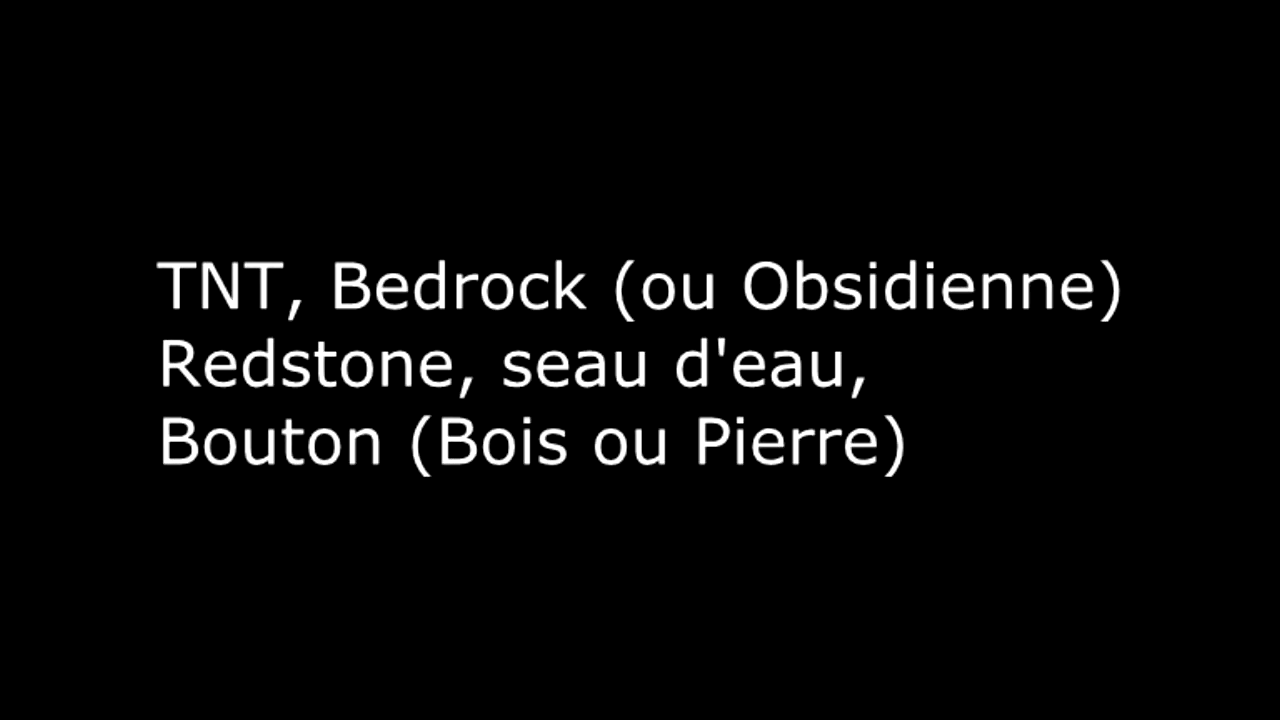 TNT, Bedrock (ou Obsidienne)
Redstone, seau d'eau,
Bouton (Bois ou Pierre)